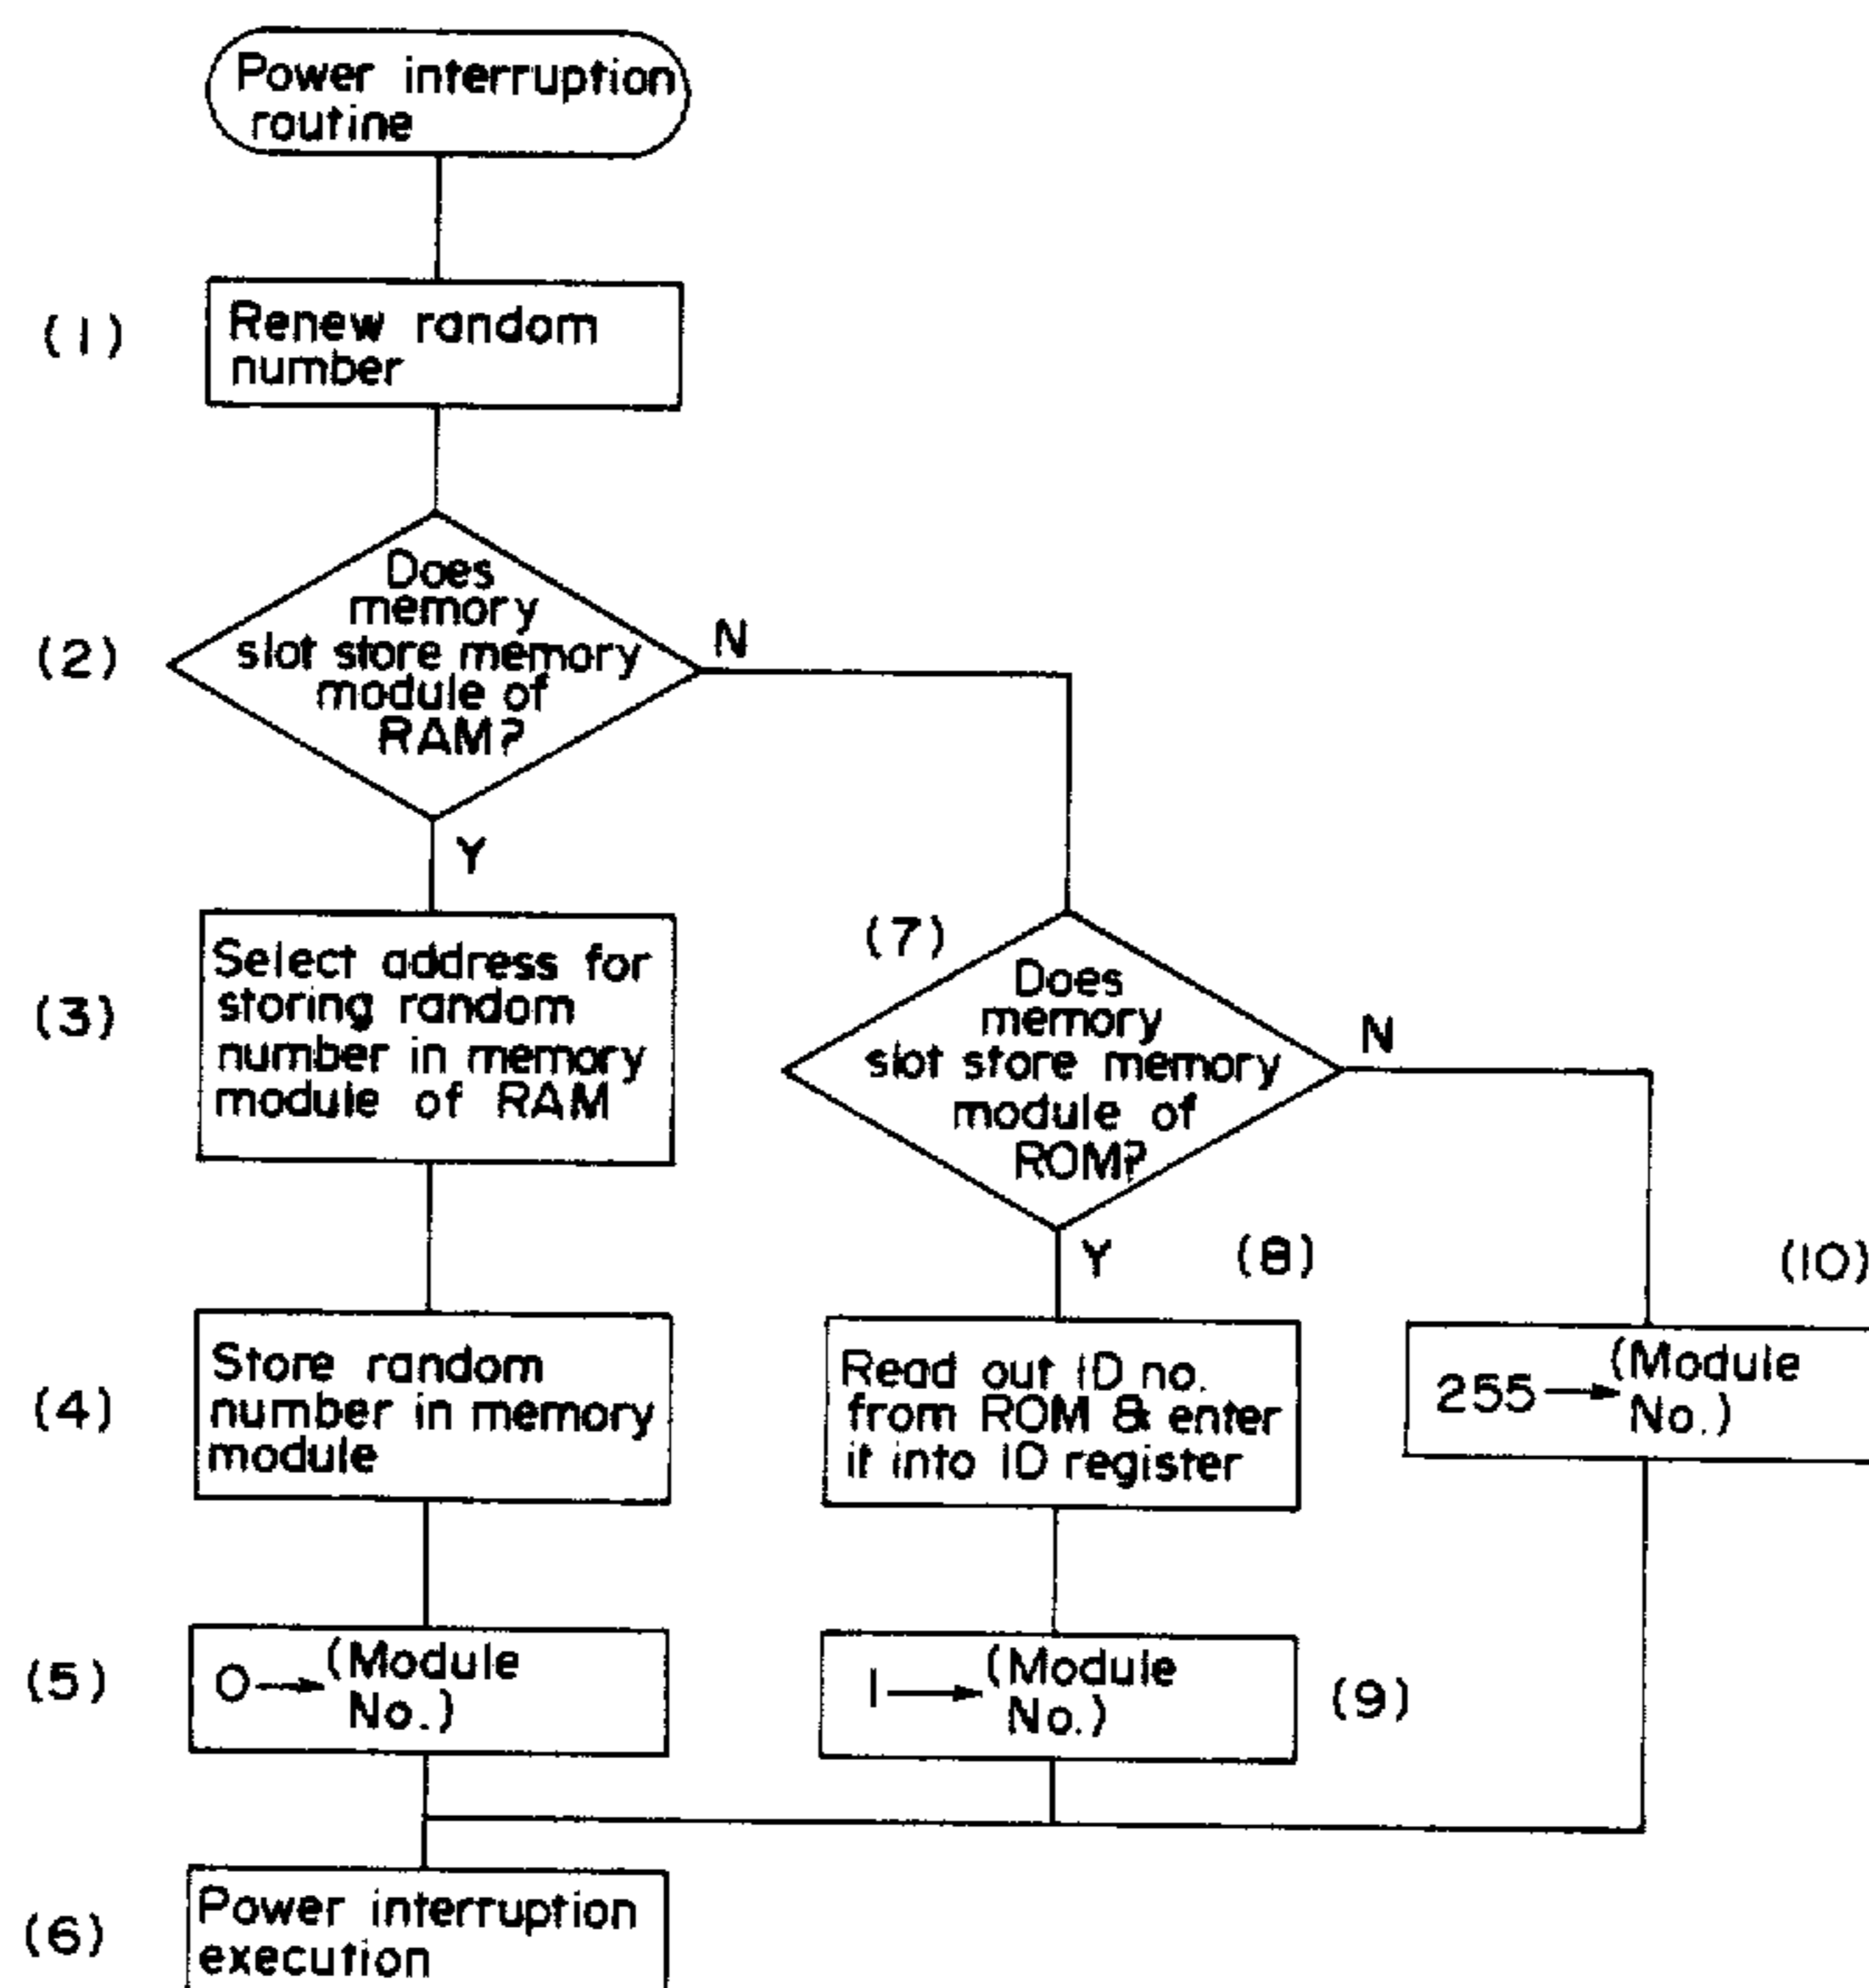 Power interruption
routine
(1)
Renew random
number
(2)
Does
memory
slot store memory
module of
RAM?
N
Y
(3)
Select address for
storing random
number in memory
module of RAM
(7)
Does
memory
slot store memory
module of
ROM?
N
Y
(4)
Store random
number in memory
module
(8)
Read out ID no.
from ROM & enter
it into ID register
(10)
255→(Module
No.)
(5)
0→(Module
No.)
1→(Module
No.)
(9)
(6)
Power interruption
execution